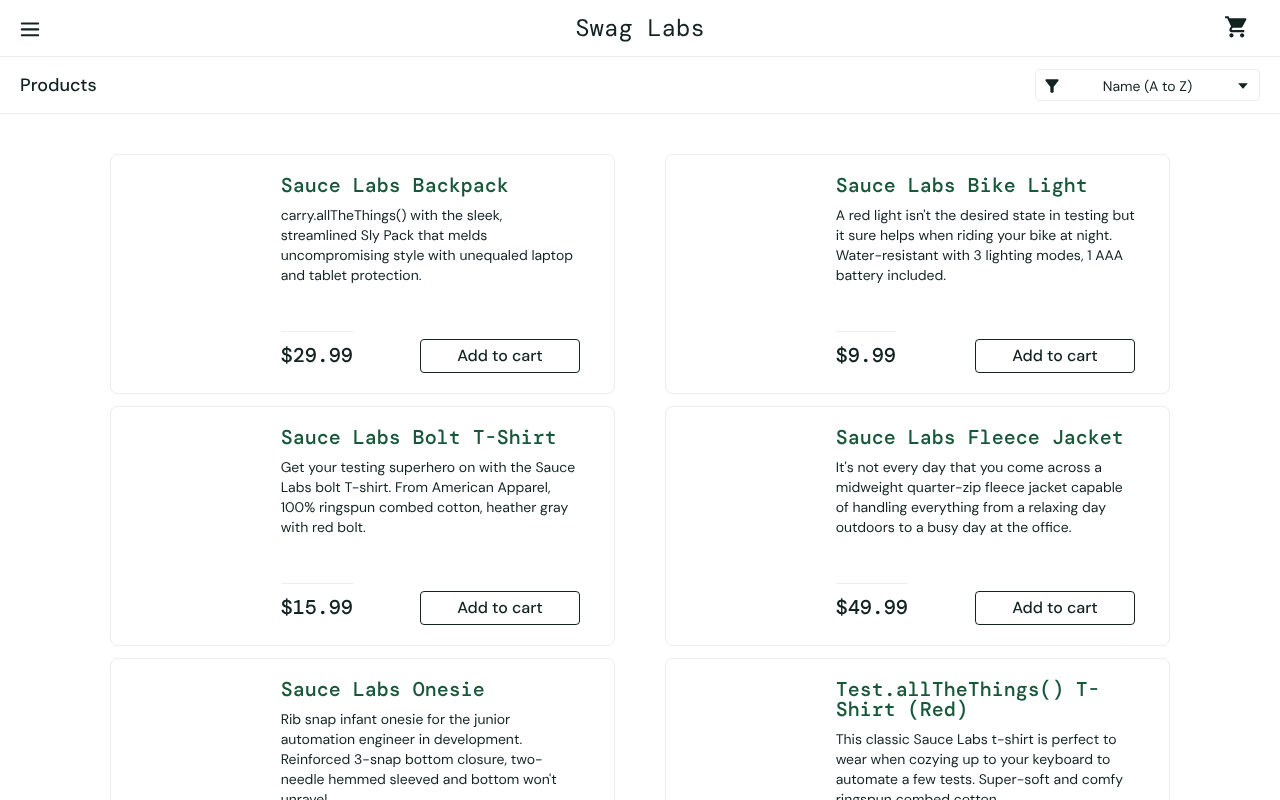 Swag Labs
Products
Name (A to Z)
Sauce Labs Backpack
carry.allTheThings() with the sleek,
streamlined Sly Pack that melds
uncompromising style with unequaled laptop
and tablet protection.
$29.99
Add to cart
Sauce Labs Bike Light
A red light isn't the desired state in testing but
it sure helps when riding your bike at night.
Water-resistant with 3 lighting modes, 1 AAA
battery included.
$9.99
Add to cart
Sauce Labs Bolt T-Shirt
Get your testing superhero on with the Sauce
Labs bolt T-shirt. From American Apparel,
100% ringspun combed cotton, heather gray
with red bolt.
$15.99
Add to cart
Sauce Labs Fleece Jacket
It's not every day that you come across a
midweight quarter-zip fleece jacket capable
of handling everything from a relaxing day
outdoors to a busy day at the office.
$49.99
Add to cart
Sauce Labs Onesie
Rib snap infant onesie for the junior
automation engineer in development.
Reinforced 3-snap bottom closure, two-
needle hemmed sleeved and bottom won't
unravel.
Test.allTheThings() T-
Shirt (Red)
This classic Sauce Labs t-shirt is perfect to
wear when cozying up to your keyboard to
automate a few tests. Super-soft and comfy
ringspun combed cotton.